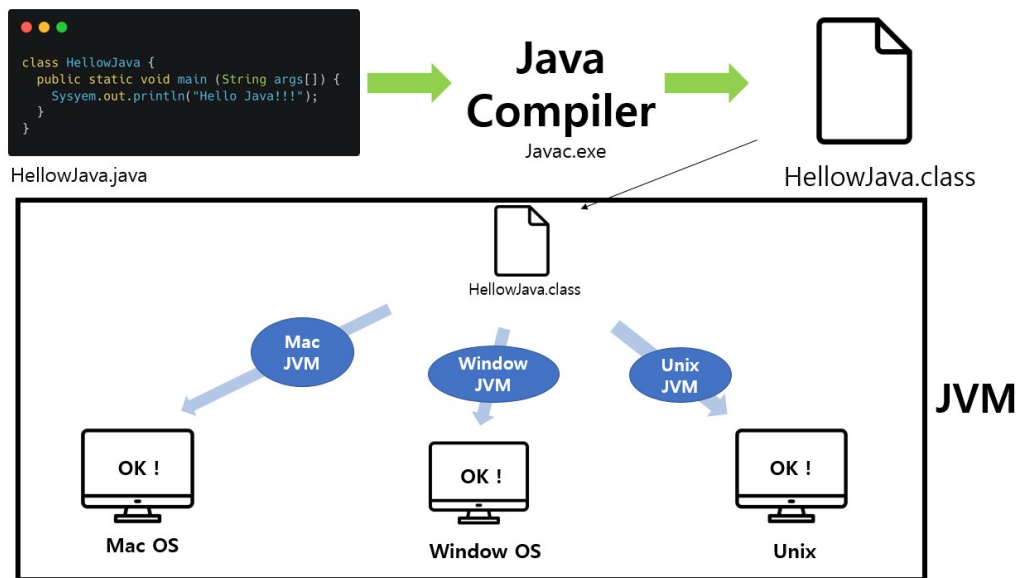 class HellowJava {
public static void main (String args[]) {
Sysyem.out.println("Hello Java!!!");
}
}
HellowJava.java
Java
Compiler
Javac.exe
HellowJava.class
HellowJava.class
Mac
JVM
Window
JVM
Unix
JVM
JVM
OK !
OK !
OK !
Mac OS
Window OS
Unix